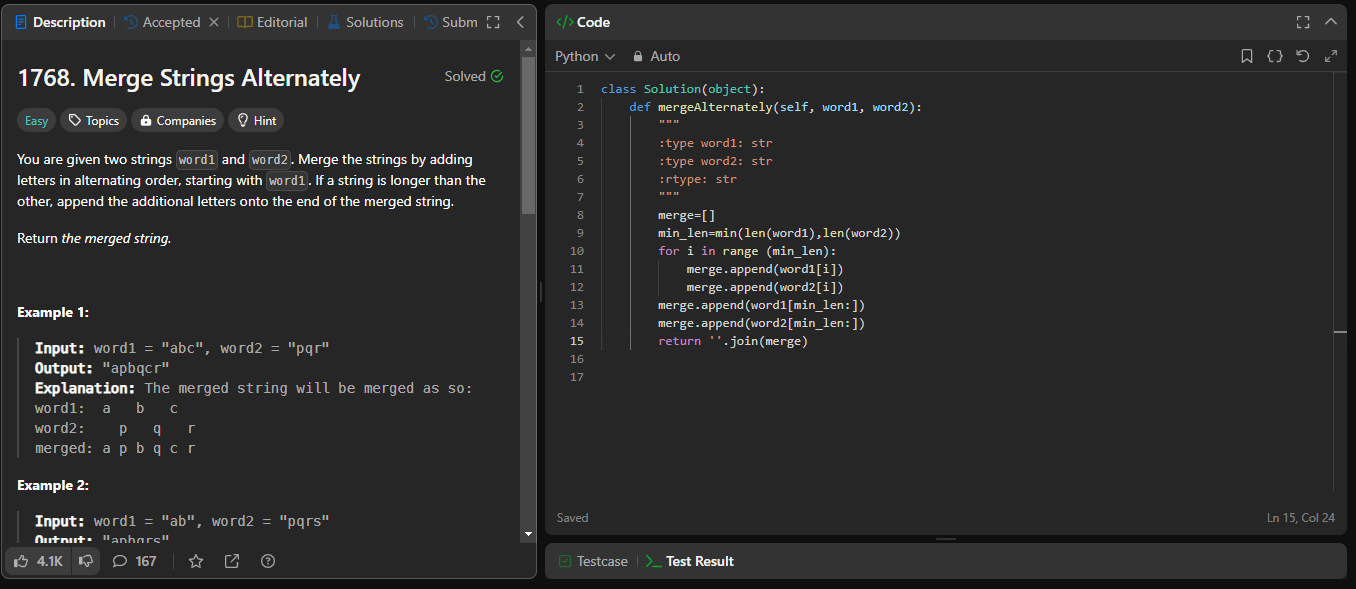 Description
Accepted
Editorial
Solutions
Subm
1768. Merge Strings Alternately
Solved
Easy
Topics
Companies
Hint
You are given two strings word1 and word2. Merge the strings by adding
letters in alternating order, starting with word1. If a string is longer than the
other, append the additional letters onto the end of the merged string.
Return the merged string.
Example 1:
Input: word1 = "abc", word2 = "pqr"
Output: "apbqcr"
Explanation: The merged string will be merged as so:
word1:  a   b   c
word2:    p   q   r
merged: a p b q c r
Example 2:
Input: word1 = "ab", word2 = "pqrs"
Output: "apbqrs"
4.1K
167
</> Code
Python
Auto
1 class Solution(object):
2     def mergeAlternately(self, word1, word2):
3         """
4         :type word1: str
5         :type word2: str
6         :rtype: str
7         """
8         merge=[]
9         min_len=min(len(word1),len(word2))
10         for i in range (min_len):
11             merge.append(word1[i])
12             merge.append(word2[i])
13         merge.append(word1[min_len:])
14         merge.append(word2[min_len:])
15         return ''.join(merge)
16
17
Saved
Ln 15, Col 24
Testcase
Test Result